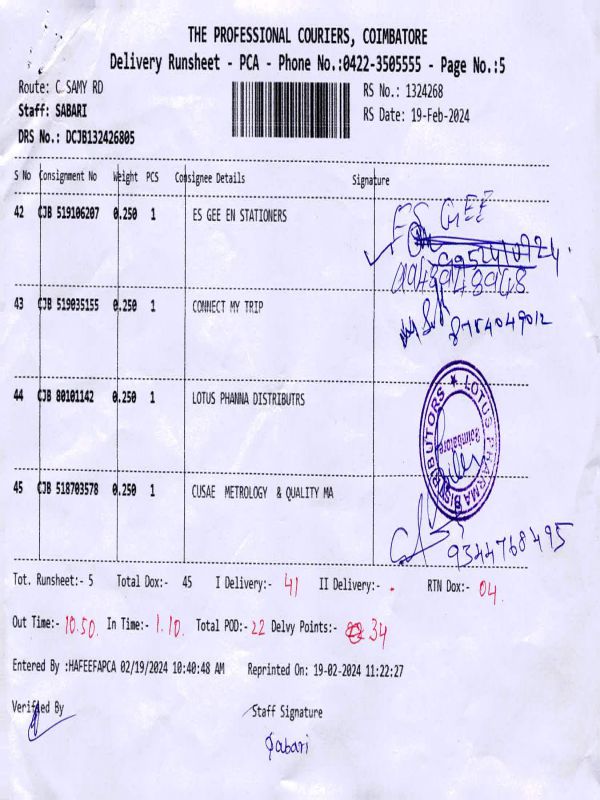 THE PROFESSIONAL COURIERS, COIMBATORE
Delivery Runsheet - PCA - Phone No.:0422-3505555 - Page No.:5
Route: C SAMY RD
RS No.: 1324268
Staff: SABARI
RS Date: 19-Feb-2024
DRS No.: DCJB132426805
S No Consignment No Weight PCS Consignee Details Signature
42 CJB 519106207 0.250 1 ES GEE EN STATIONERS
ES GEE
9943943948
43 CJB 519035155 0.250 1 CONNECT MY TRIP
8754049012
44 CJB 80101142 0.250 1 LOTUS PHANNA DISTRIBUTRS
LOTUS PHARMA DISTRIBUTORS
Coimbatore
45 CJB 518703578 0.250 1 CUSAE METROLOGY & QUALITY MA
9344768495
Tot. Runsheet:- 5 Total Dox:- 45 I Delivery:- 41 II Delivery:- . RTN Dox:- 04.
Out Time:- 10.50. In Time:- 1.10. Total POD:- 22 Delvy Points:- 34
Entered By :HAFEEFAPCA 02/19/2024 10:40:48 AM Reprinted On: 19-02-2024 11:22:27
Verified By Staff Signature
Sabari